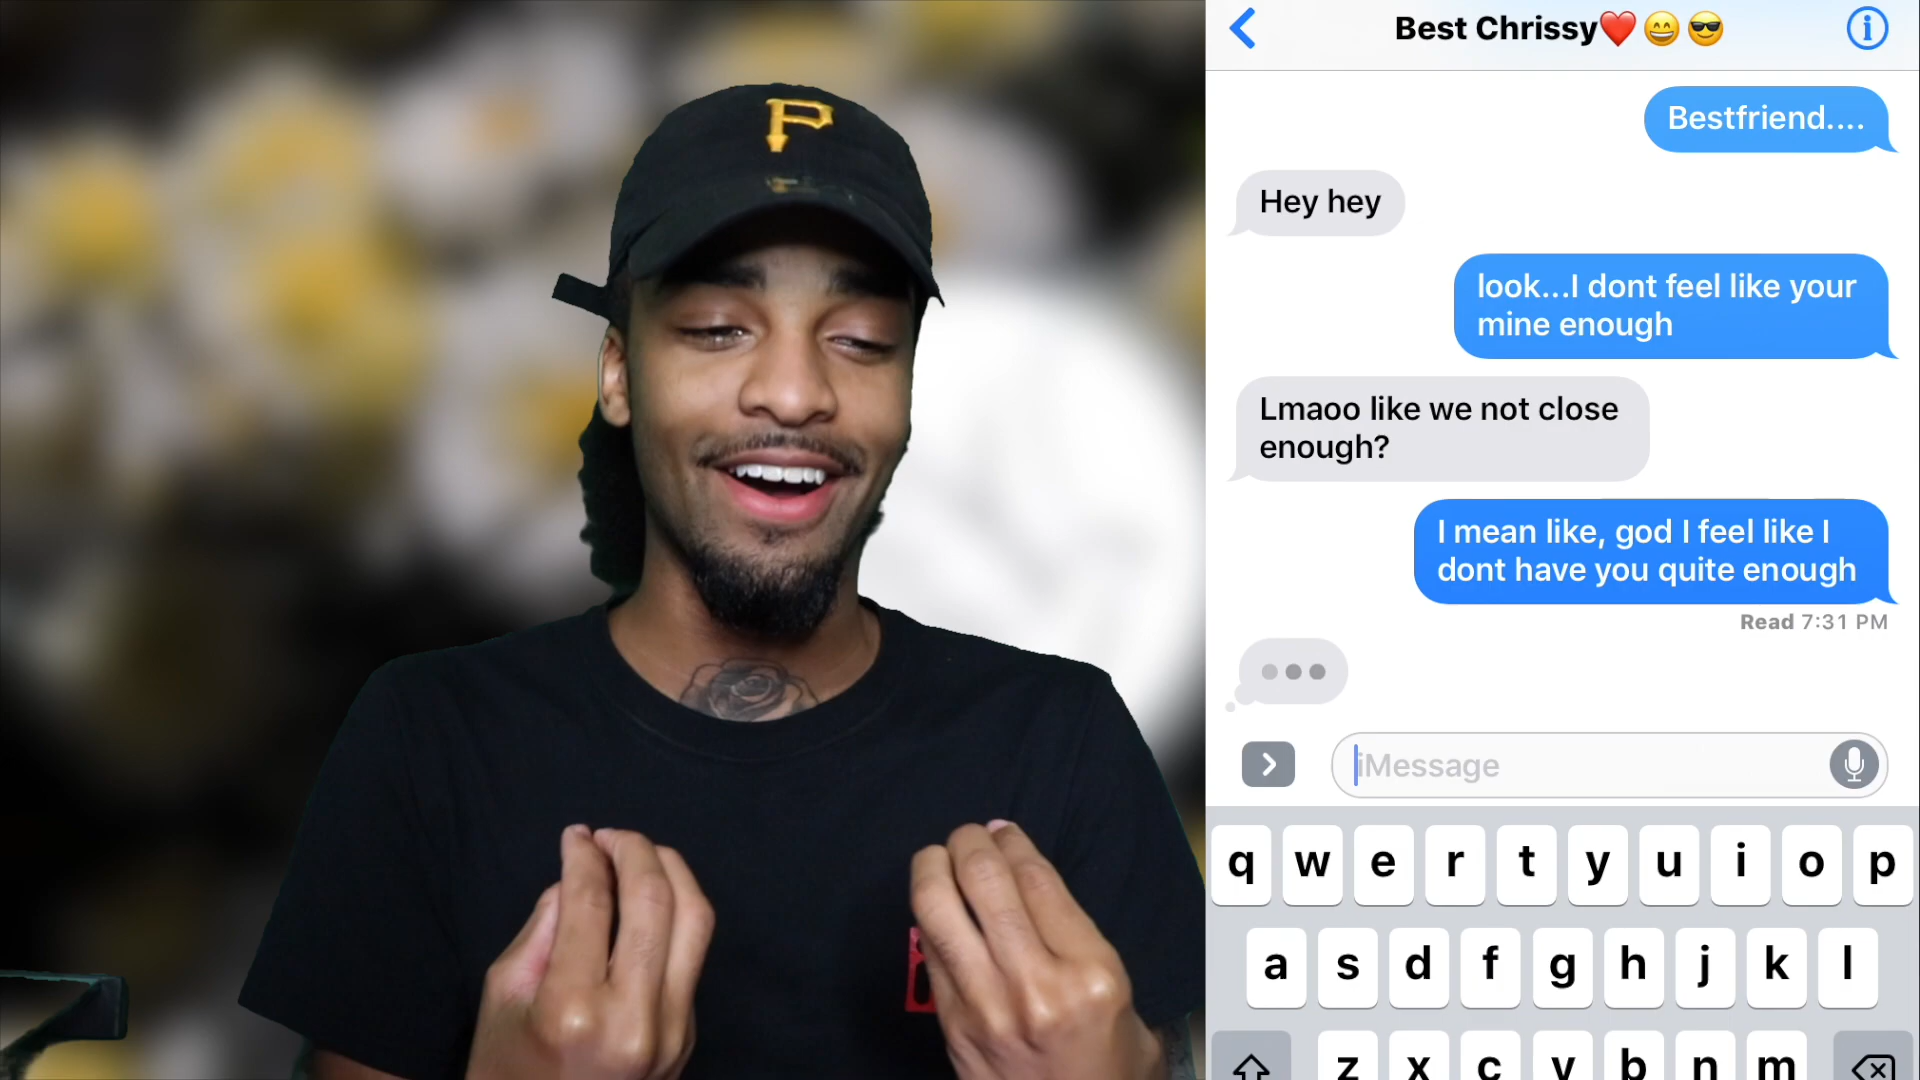 P
Best Chrissy❤️😄😎
Bestfriend....
Hey hey
look...I dont feel like your
mine enough
Lmaoo like we not close
enough?
I mean like, god I feel like I
dont have you quite enough
Read 7:31 PM
iMessage
q w e r t y u i o p
a s d f g h j k l
z x c v b n m